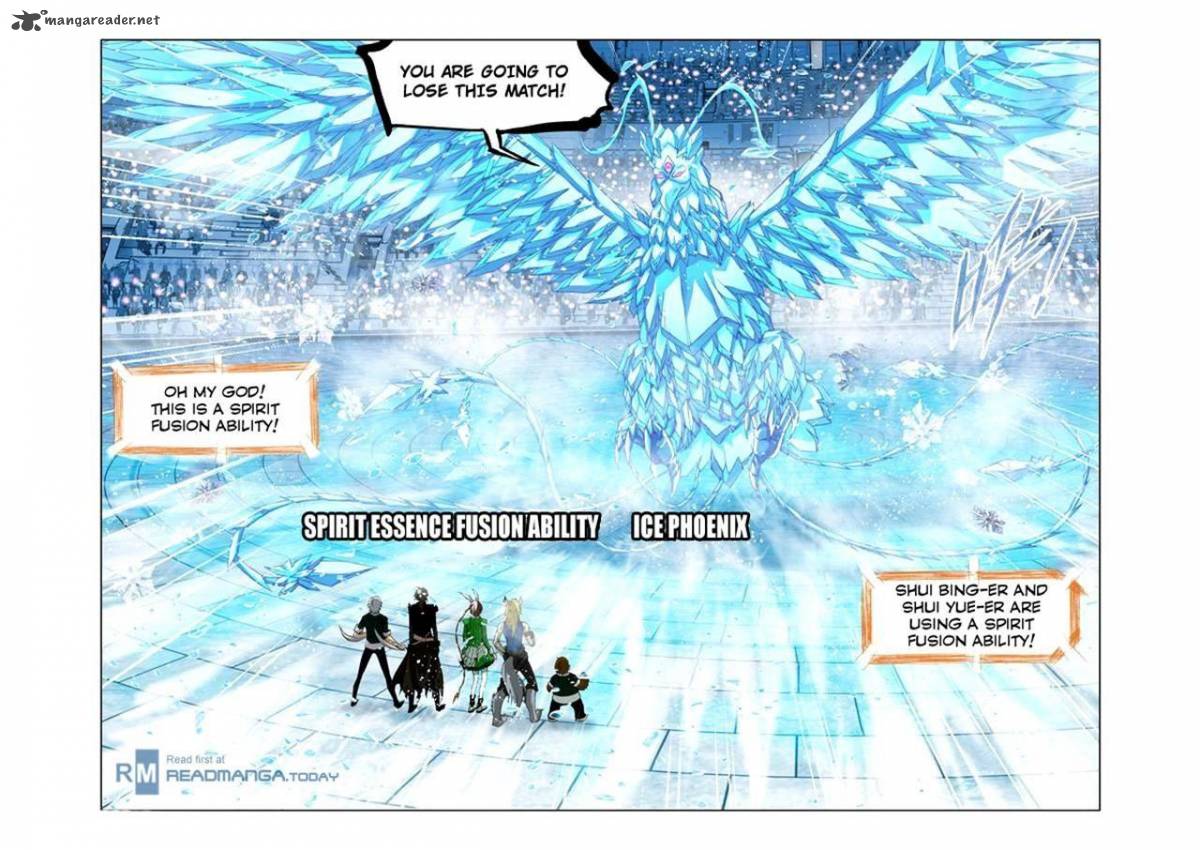 mangareader.net
YOU ARE GOING TO
LOSE THIS MATCH!
OH MY GOD!
THIS IS A SPIRIT
FUSION ABILITY!
SPIRIT ESSENCE FUSION ABILITY ICE PHOENIX
SHUI BING-ER AND
SHUI YUE-ER ARE
USING A SPIRIT
FUSION ABILITY!
RM
Read first at
READMANGA.TODAY